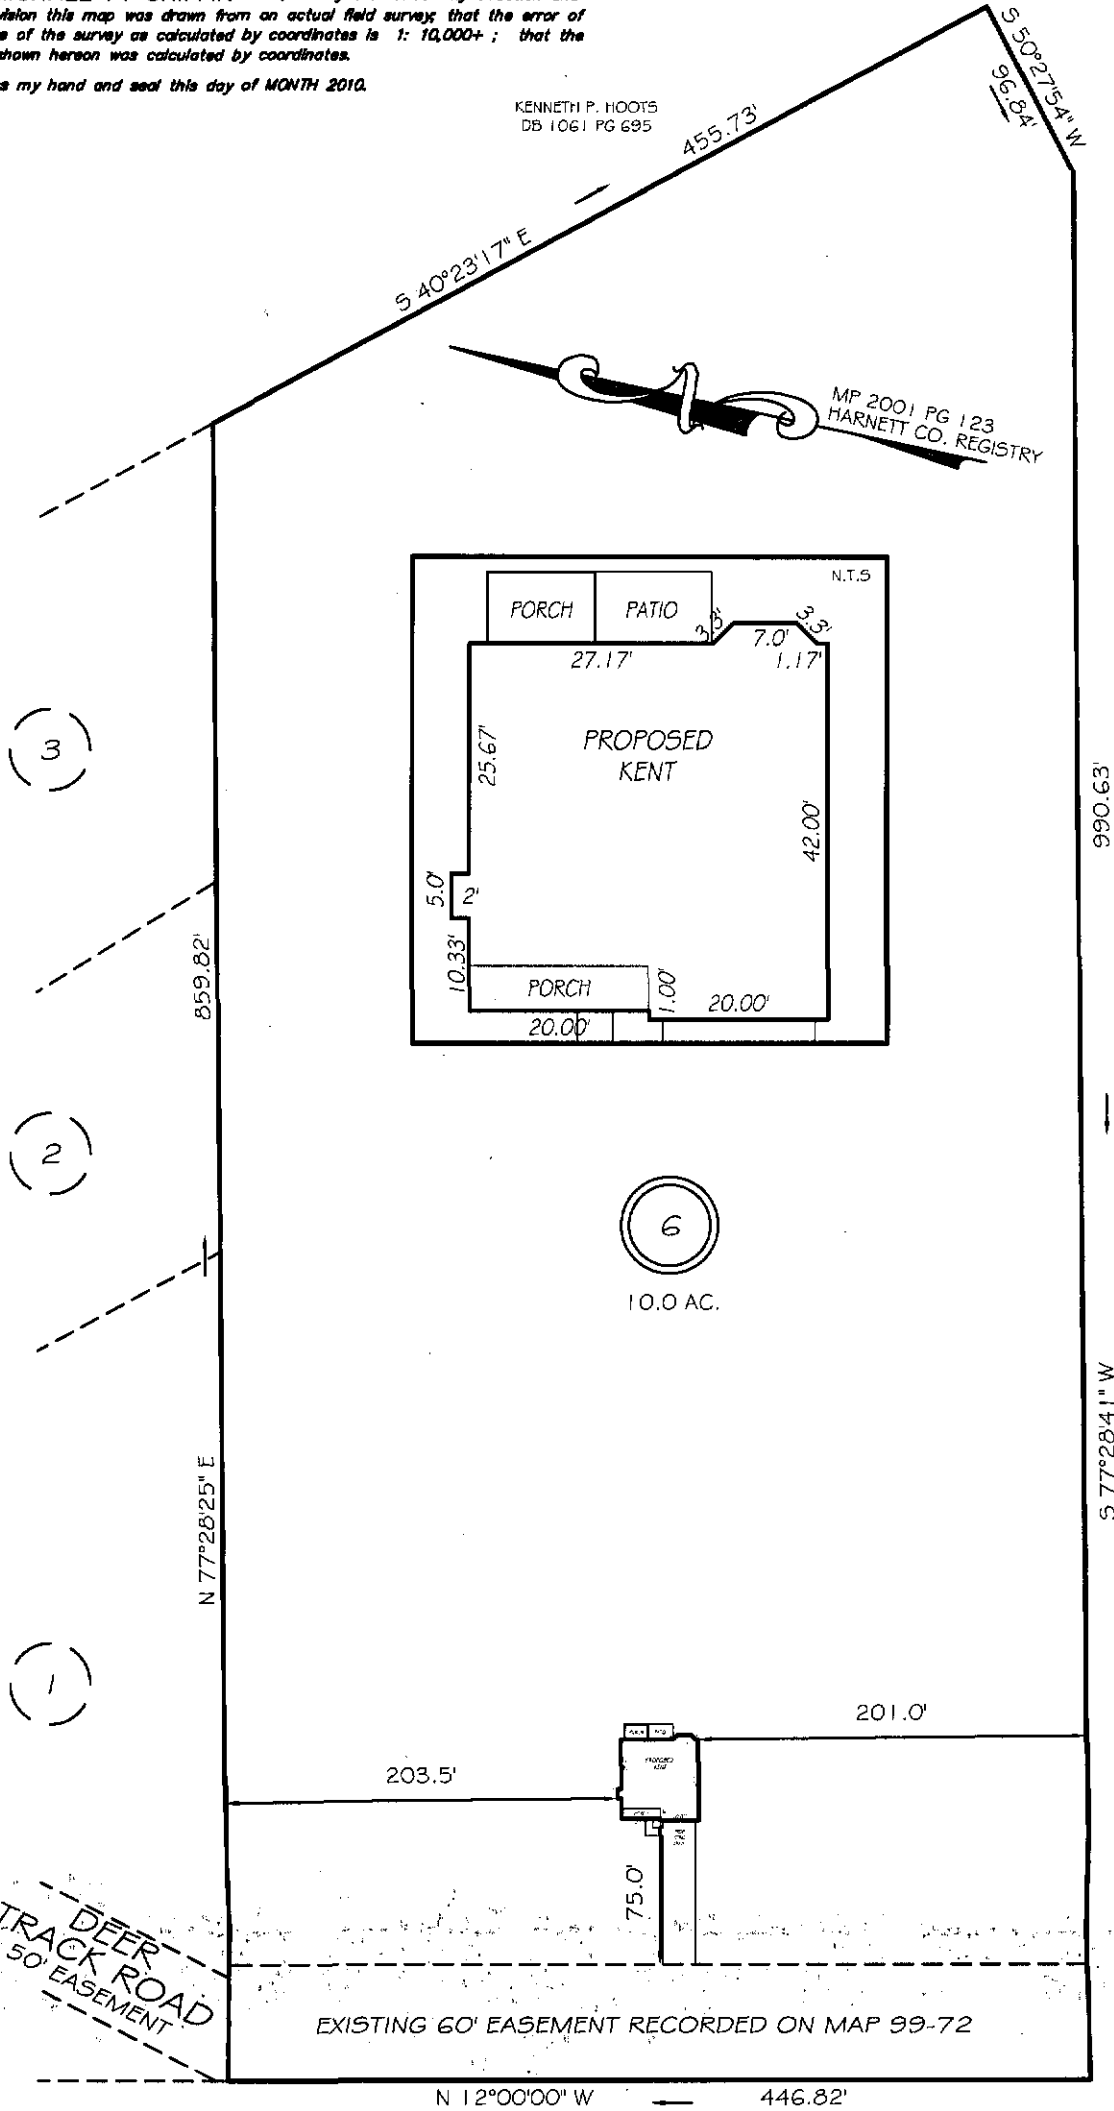 vision this map was drawn from an actual field survey; that the error of
of the survey as calculated by coordinates is 1: 10,000+ ; that the
shown hereon was calculated by coordinates.
my hand and seal this day of MONTH 2010.
KENNETH P. HOOTS
DB 1061 PG 695
455.73'
S 40°23'17" E
S 50°27'54" W
96.84'
MP 2001 PG 123
HARNETT CO. REGISTRY
N.T.S
PORCH
PATIO
3.3'
7.0'
3.3'
27.17'
1.17'
PROPOSED
KENT
25.67'
42.00'
5.0'
2'
10.33'
PORCH
1.00'
20.00'
20.00'
3
990.63'
859.82'
2
6
10.0 AC.
S 77°28'41" W
N 77°28'25" E
1
201.0'
203.5'
75.0'
DEER
TRACK ROAD
50' EASEMENT
EXISTING 60' EASEMENT RECORDED ON MAP 99-72
N 12°00'00" W
446.82'